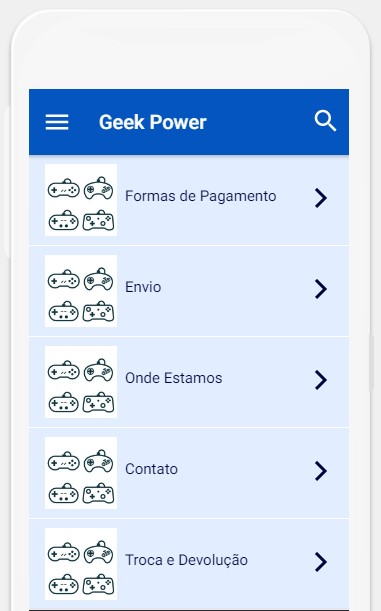 Geek Power
Formas de Pagamento
Envio
Onde Estamos
Contato
Troca e Devolução